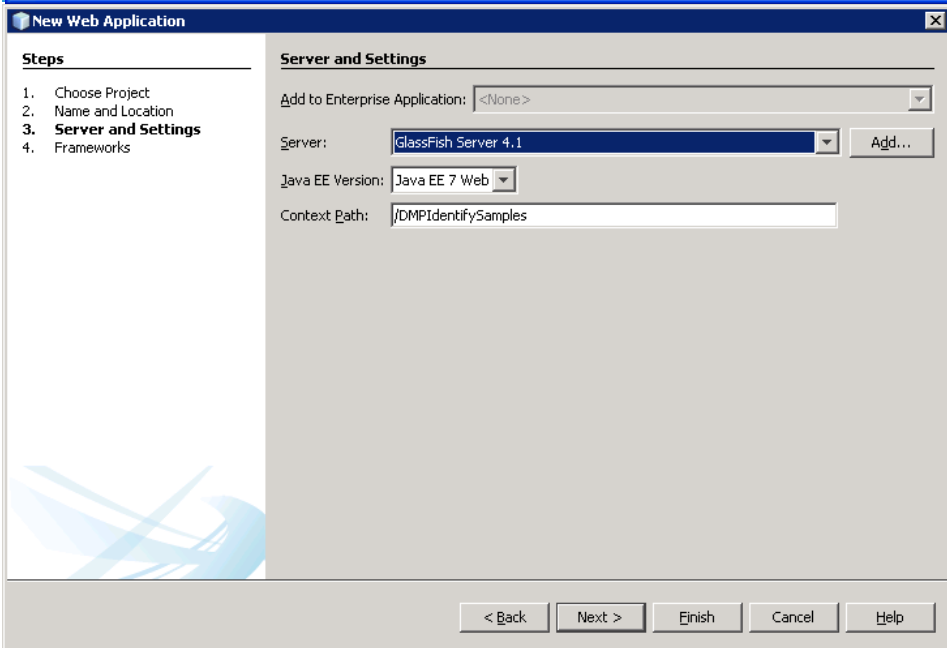 New Web Application
Steps
1. Choose Project
2. Name and Location
3. Server and Settings
4. Frameworks
Server and Settings
Add to Enterprise Application: <None>
Server: GlassFish Server 4.1 Add...
Java EE Version: Java EE 7 Web
Context Path: /DMPIdentifySamples
< Back Next > Finish Cancel Help